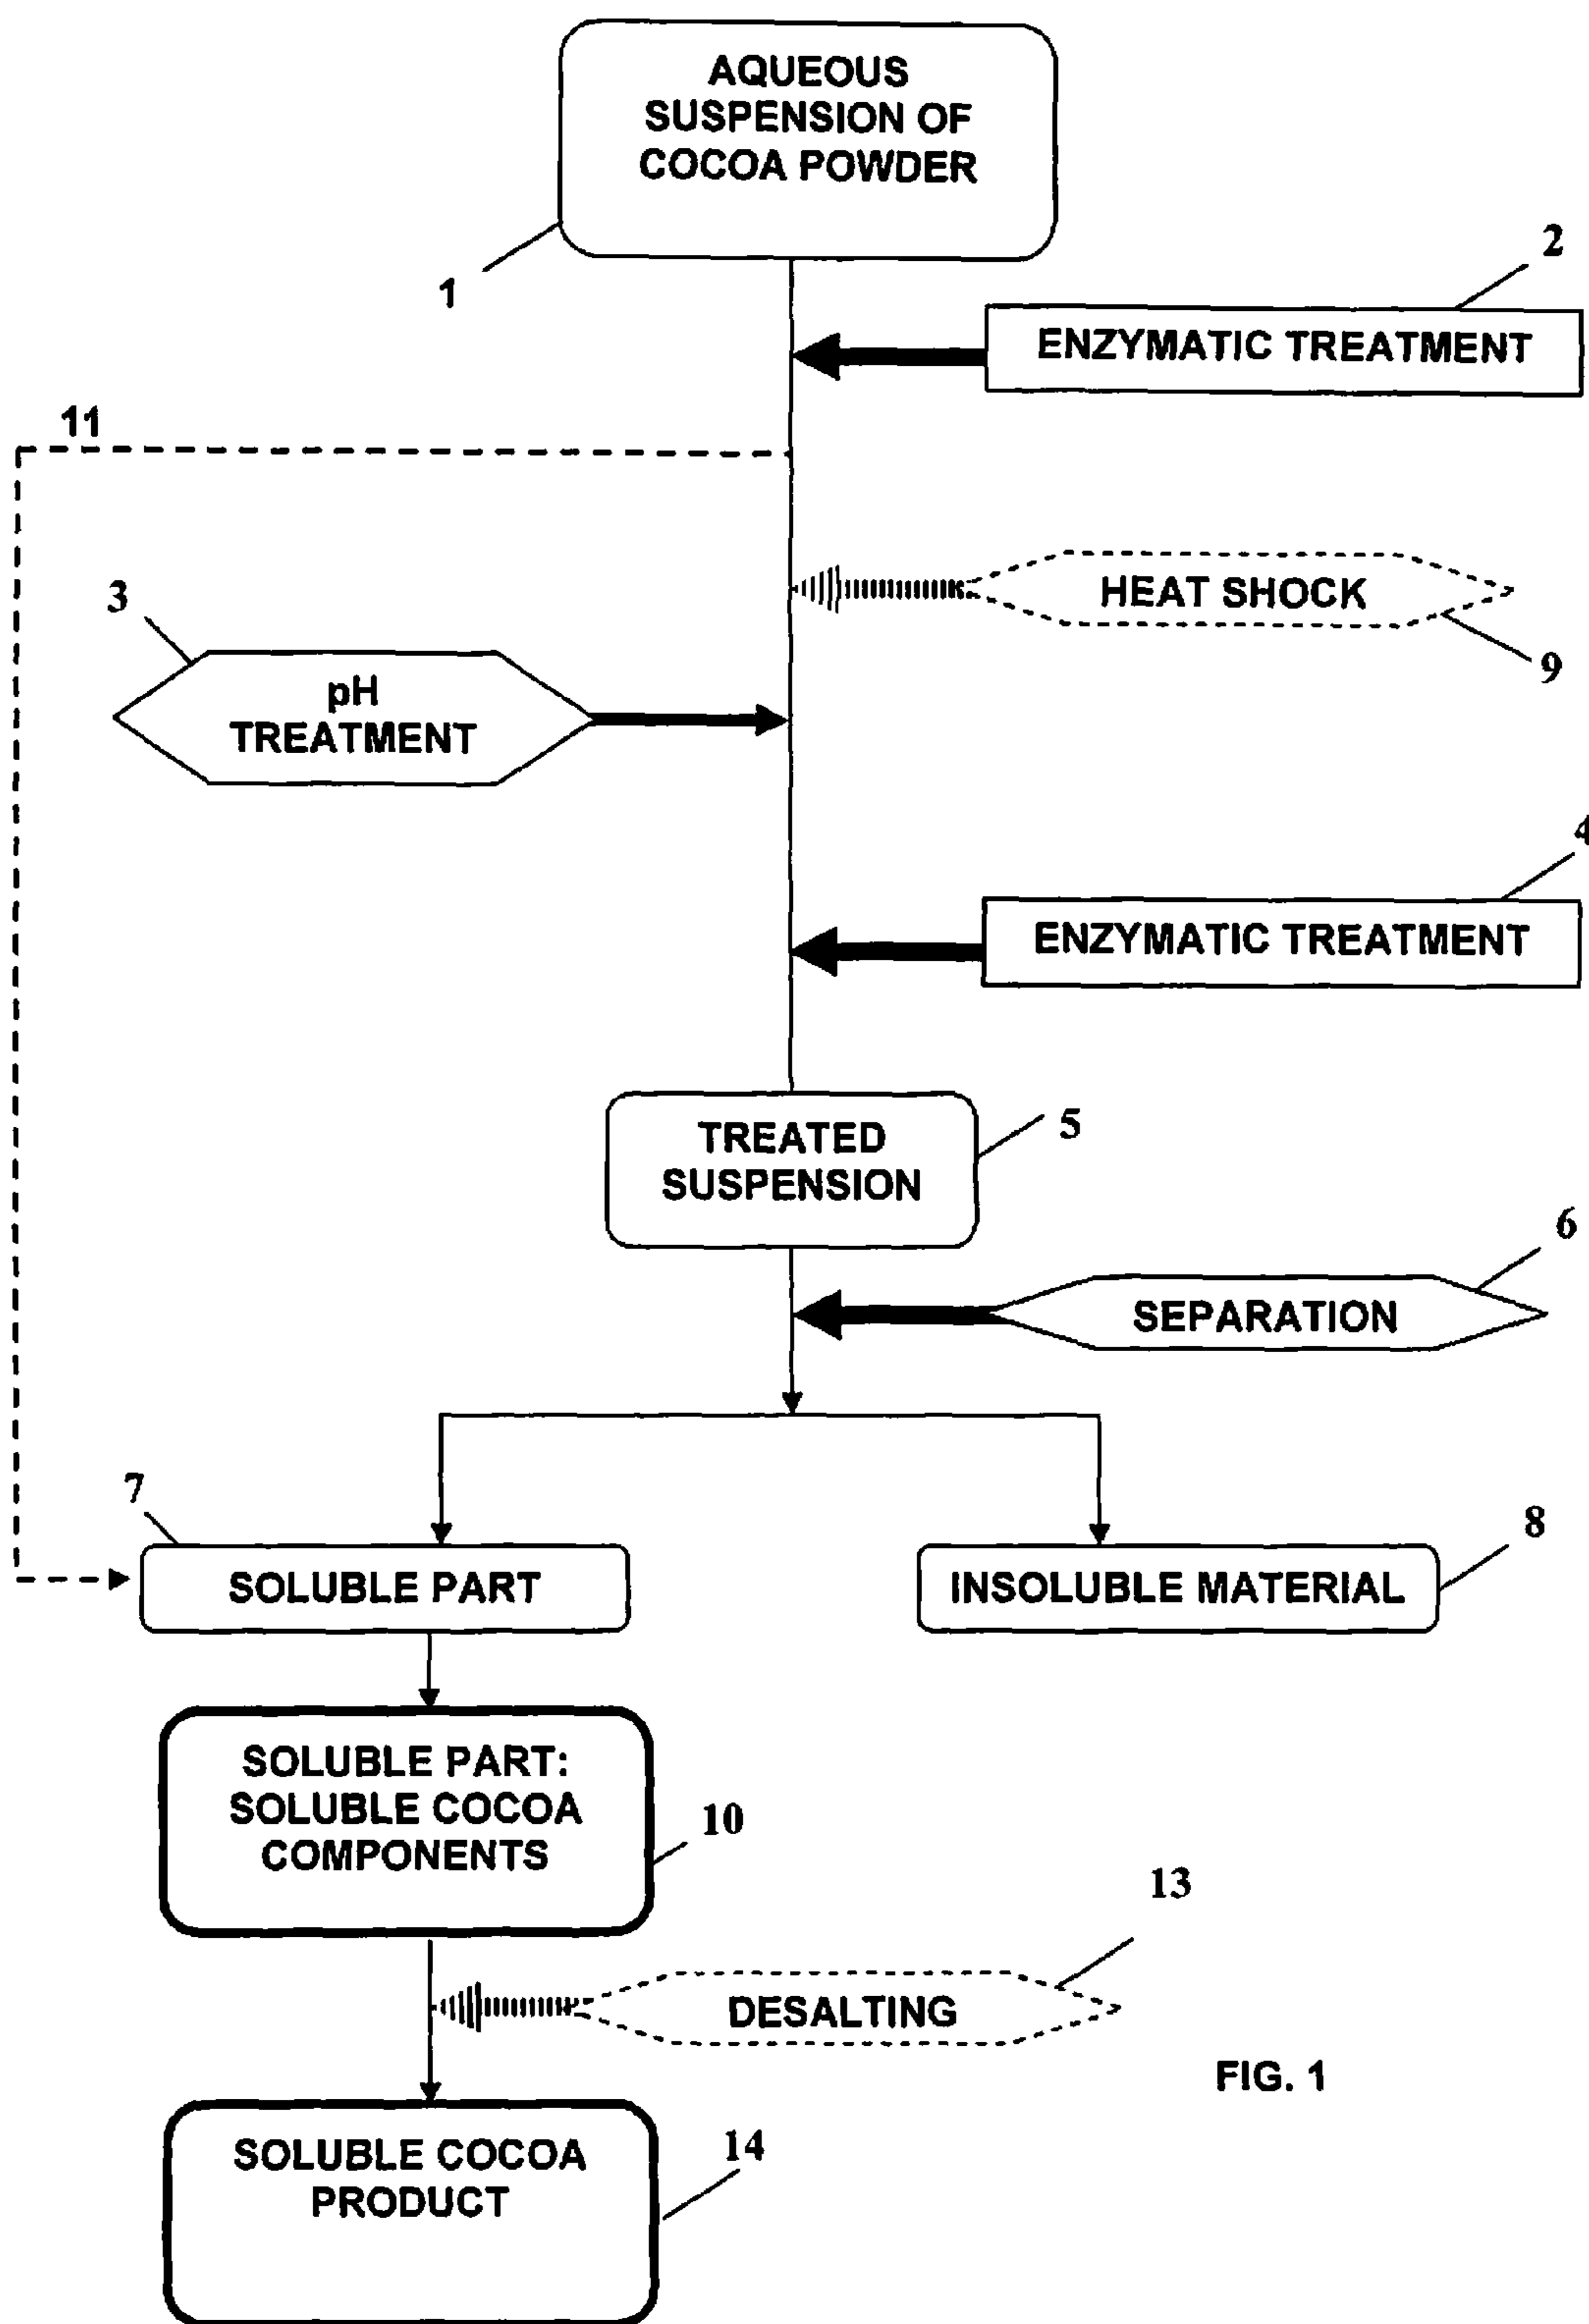 AQUEOUS
SUSPENSION OF
COCOA POWDER
1
2
ENZYMATIC TREATMENT
11
HEAT SHOCK
9
3
pH
TREATMENT
4
ENZYMATIC TREATMENT
TREATED
SUSPENSION
5
6
SEPARATION
7
SOLUBLE PART
8
INSOLUBLE MATERIAL
SOLUBLE PART:
SOLUBLE COCOA
COMPONENTS
10
13
DESALTING
FIG. 1
SOLUBLE COCOA
PRODUCT
14